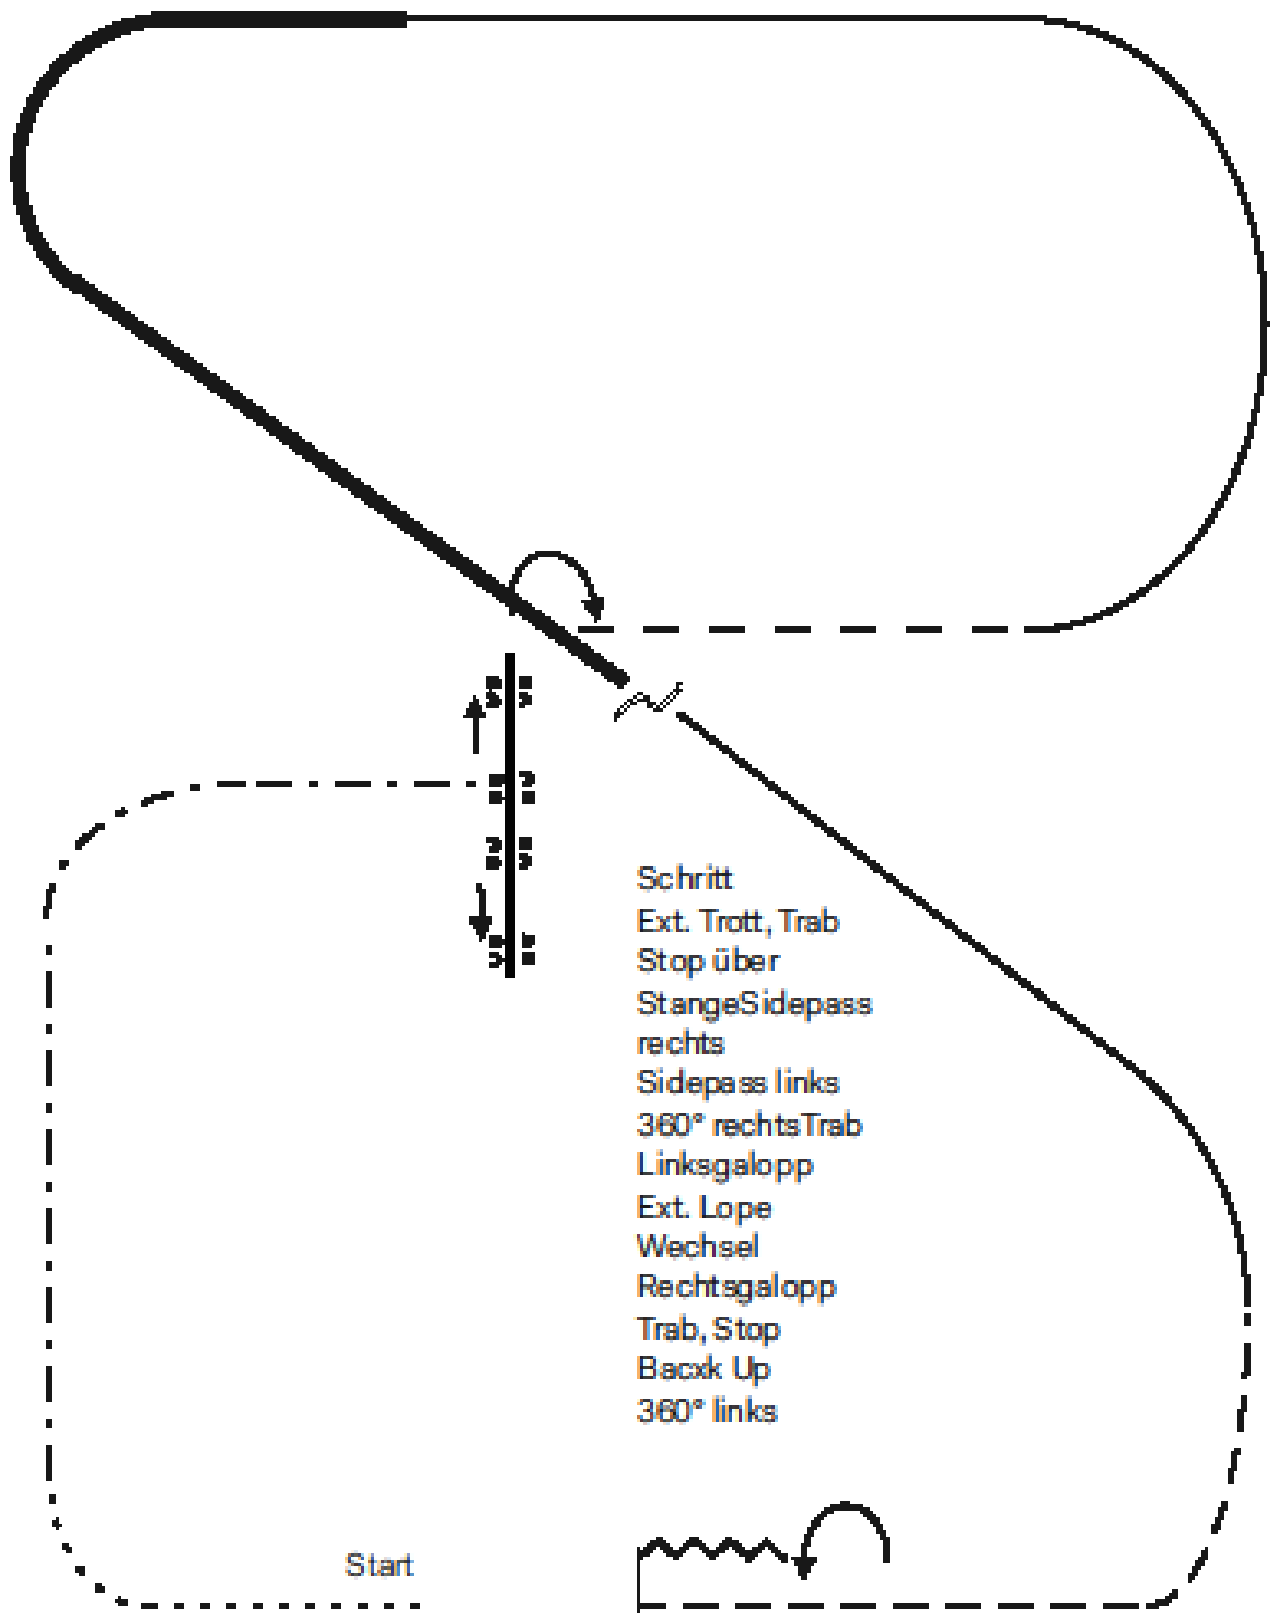 Schritt
Ext. Trott, Trab
Stop über
StangeSidepass
rechts
Sidepass links
360° rechtsTrab
Linksgalopp
Ext. Lope
Wechsel
Rechtsgalopp
Trab, Stop
Bacxk Up
360° links
Start